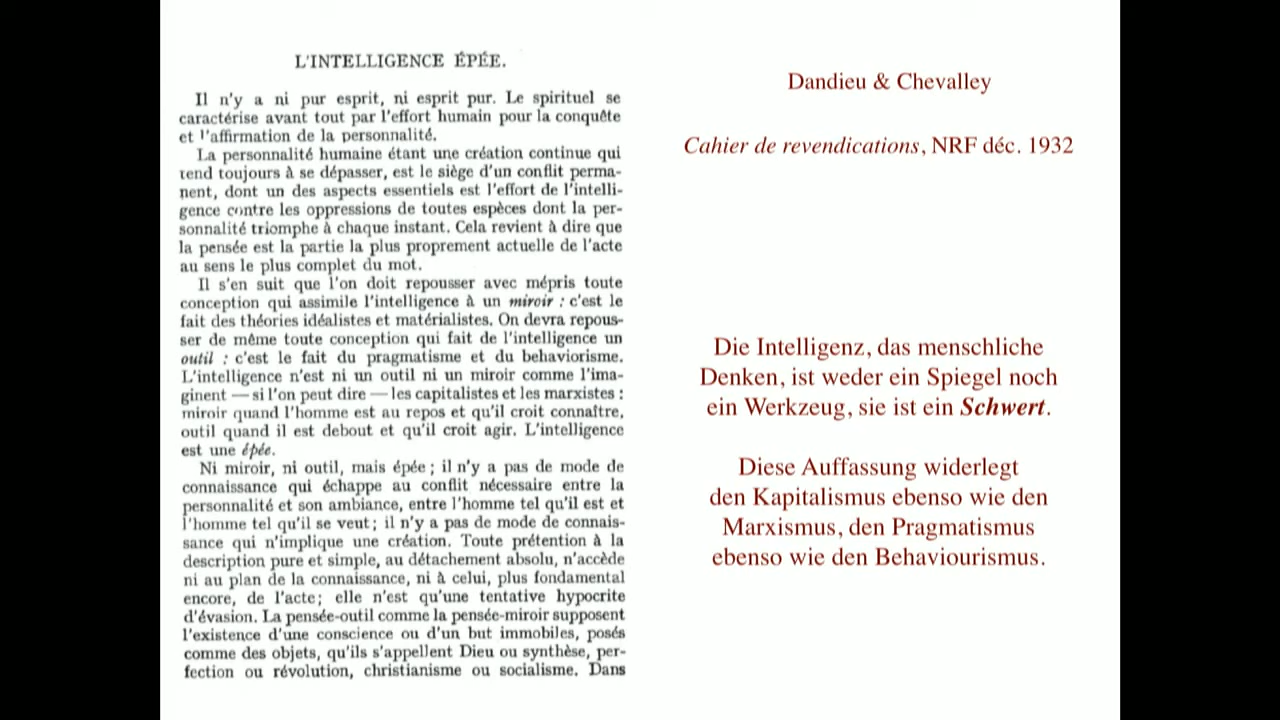 L'INTELLIGENCE ÉPÉE.
Il n'y a ni pur esprit, ni esprit pur. Le spirituel se
caractérise avant tout par l'effort humain pour la conquête
et l'affirmation de la personnalité.
La personnalité humaine étant une création continue qui
tend toujours à se dépasser, est le siège d'un conflit perma-
nent, dont un des aspects essentiels est l'effort de l'intelli-
gence contre les oppressions de toutes espèces dont la per-
sonnalité triomphe à chaque instant. Cela revient à dire que
la pensée est la partie la plus proprement actuelle de l'acte
au sens le plus complet du mot.
Il s'en suit que l'on doit repousser avec mépris toute
conception qui assimile l'intelligence à un miroir : c'est le
fait des théories idéalistes et matérialistes. On devra repous-
ser de même toute conception qui fait de l'intelligence un
outil : c'est le fait du pragmatisme et du behaviorisme.
L'intelligence n'est ni un outil ni un miroir comme l'ima-
ginent — si l'on peut dire — les capitalistes et les marxistes :
miroir quand l'homme est au repos et qu'il croit connaître,
outil quand il est debout et qu'il croit agir. L'intelligence
est une épée.
Ni miroir, ni outil, mais épée ; il n'y a pas de mode de
connaissance qui échappe au conflit nécessaire entre la
personnalité et son ambiance, entre l'homme tel qu'il est et
l'homme tel qu'il se veut ; il n'y a pas de mode de connais-
sance qui n'implique une création. Toute prétention à la
description pure et simple, au détachement absolu, n'accède
ni au plan de la connaissance, ni à celui, plus fondamental
encore, de l'acte ; elle n'est qu'une tentative hypocrite
d'évasion. La pensée-outil comme la pensée-miroir supposent
l'existence d'une conscience ou d'un but immobiles, posés
comme des objets, qu'ils s'appellent Dieu ou synthèse, per-
fection ou révolution, christianisme ou socialisme. Dans
Dandieu & Chevalley
Cahier de revendications, NRF déc. 1932
Die Intelligenz, das menschliche
Denken, ist weder ein Spiegel noch
ein Werkzeug, sie ist ein Schwert.
Diese Auffassung widerlegt
den Kapitalismus ebenso wie den
Marxismus, den Pragmatismus
ebenso wie den Behaviourismus.